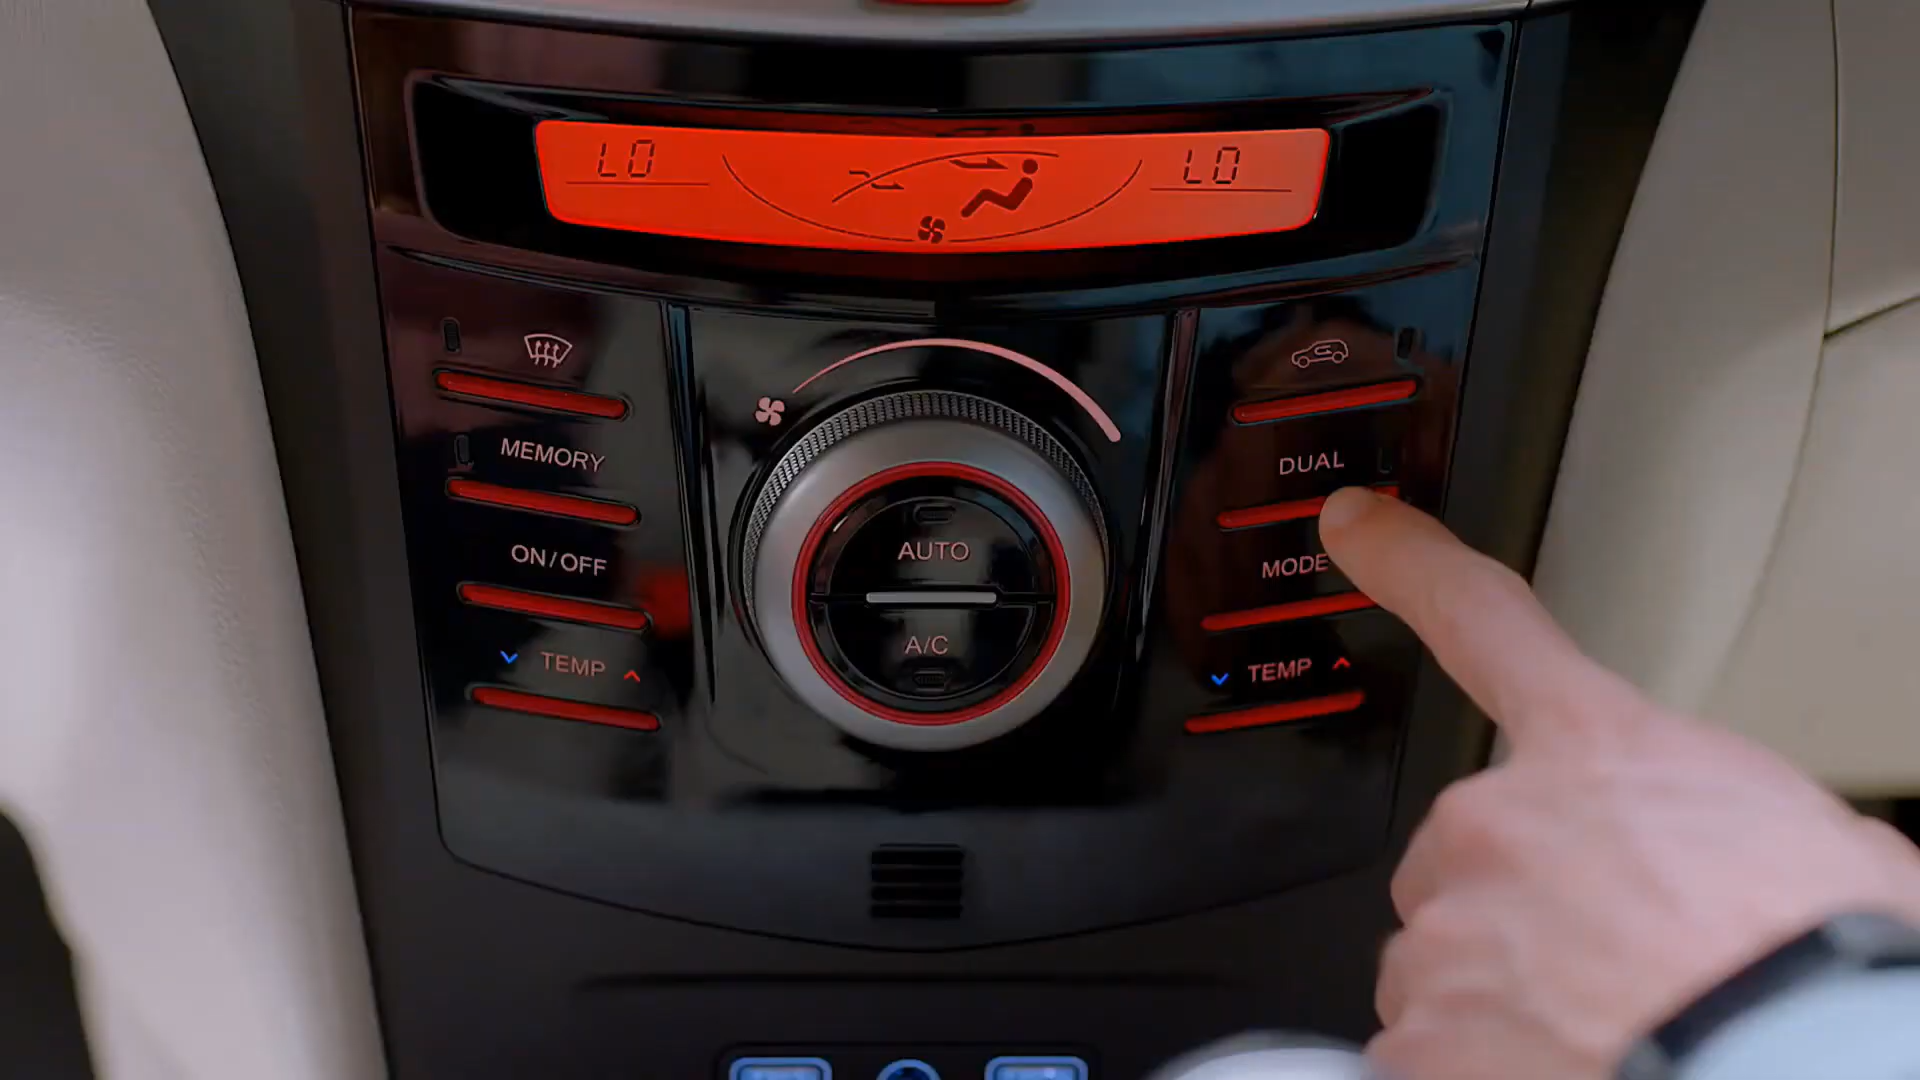 LO LO
MEMORY
DUAL
ON/OFF
AUTO
MODE
A/C
TEMP
TEMP